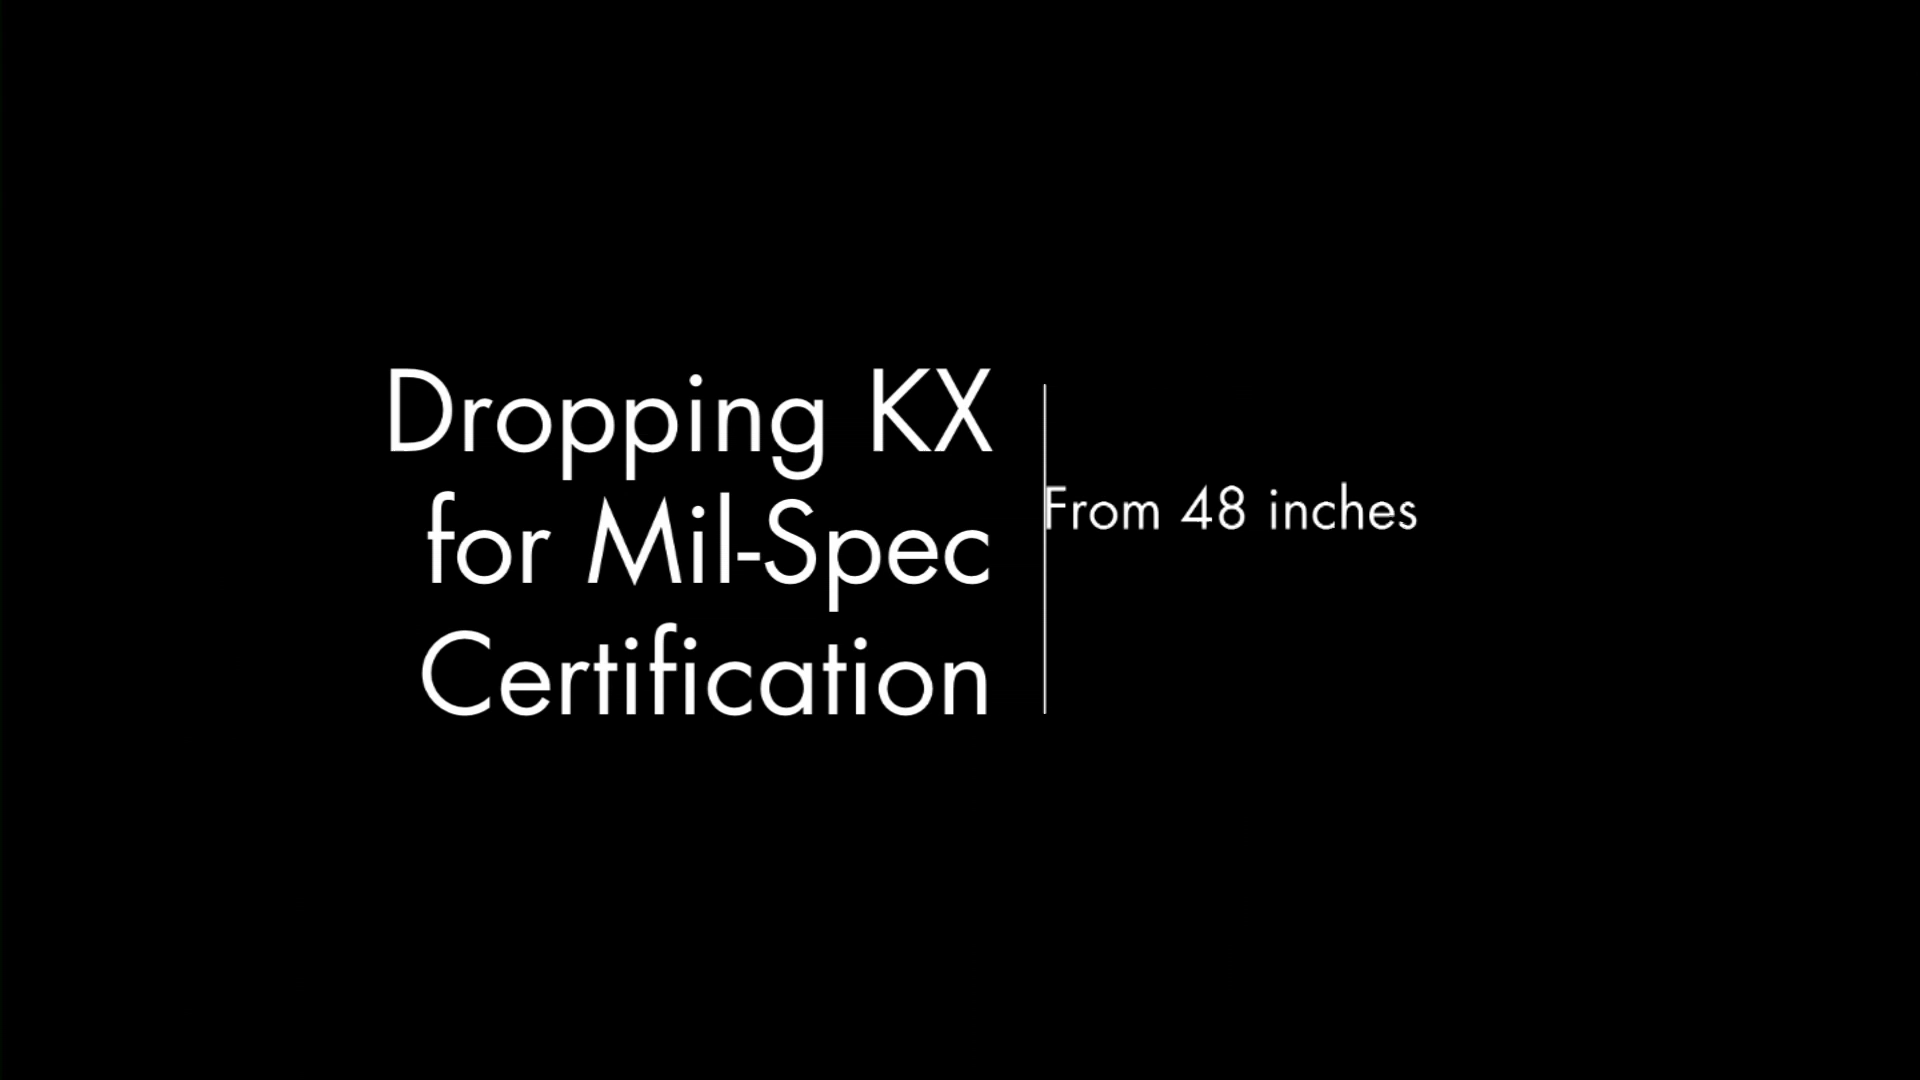 Dropping KX
for Mil-Spec
Certification
From 48 inches